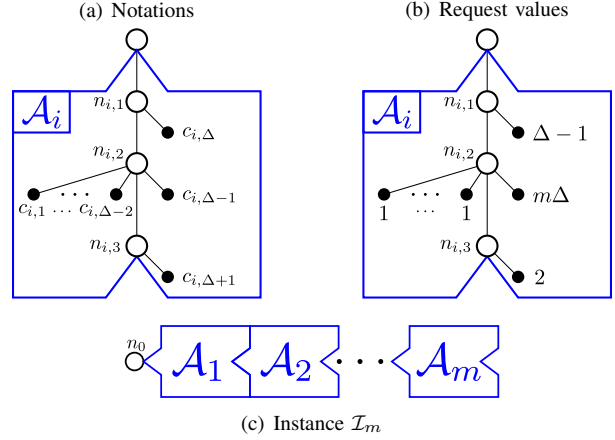 (a) Notations
(b) Request values
𝒜_i
n_{i,1}
c_{i,Δ}
n_{i,2}
c_{i,1} ... c_{i,Δ−2}
c_{i,Δ−1}
n_{i,3}
c_{i,Δ+1}
𝒜_i
n_{i,1}
Δ − 1
n_{i,2}
1 ... 1
mΔ
n_{i,3}
2
n_0
𝒜_1 𝒜_2 ... 𝒜_m
(c) Instance ℐ_m